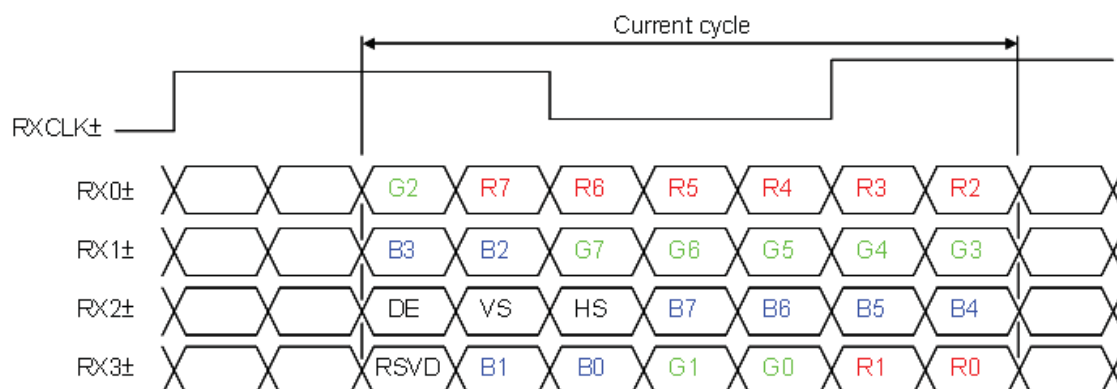 Current cycle
RXCLK±
RX0± G2 R7 R6 R5 R4 R3 R2
RX1± B3 B2 G7 G6 G5 G4 G3
RX2± DE VS HS B7 B6 B5 B4
RX3± RSVD B1 B0 G1 G0 R1 R0